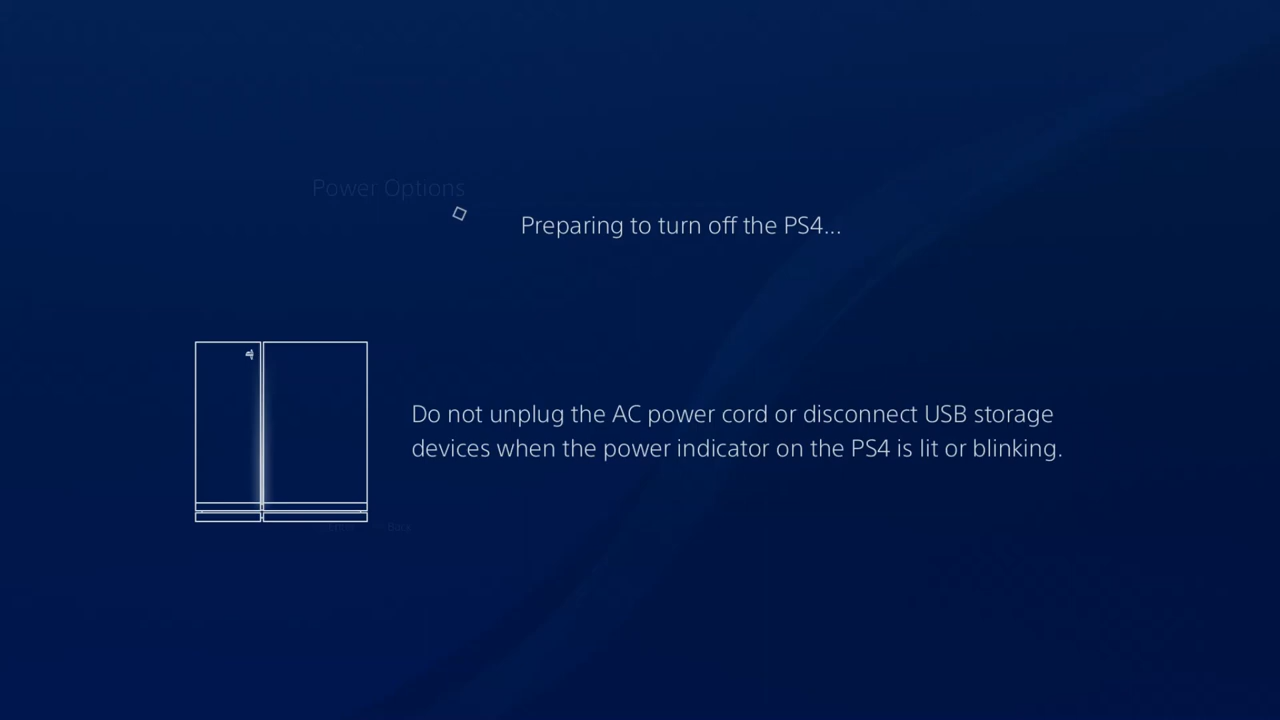 Power Options
Preparing to turn off the PS4...
Do not unplug the AC power cord or disconnect USB storage
devices when the power indicator on the PS4 is lit or blinking.
Back